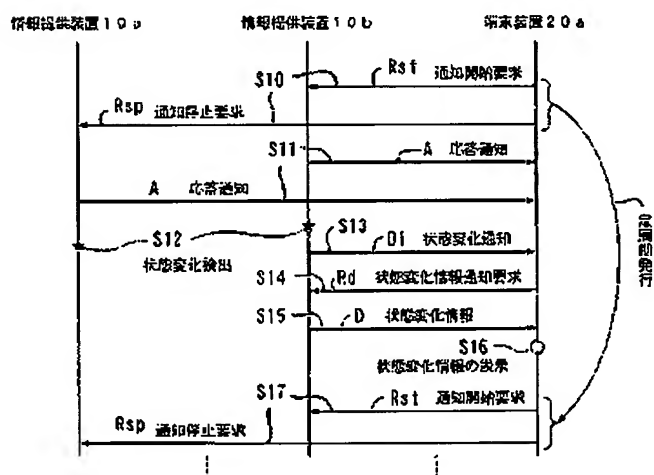 情報提供装置10a
情報提供装置10b
端末装置20a
S10
Rst 通知開始要求
Rsp 通知停止要求
S11
A 応答通知
A 応答通知
S12
状態変化検出
S13
Di 状態変化通知
S14
Rd 状態変化情報通知要求
S15
D 状態変化情報
S16
状態変化情報の表示
S17
Rst 通知開始要求
Rsp 通知停止要求